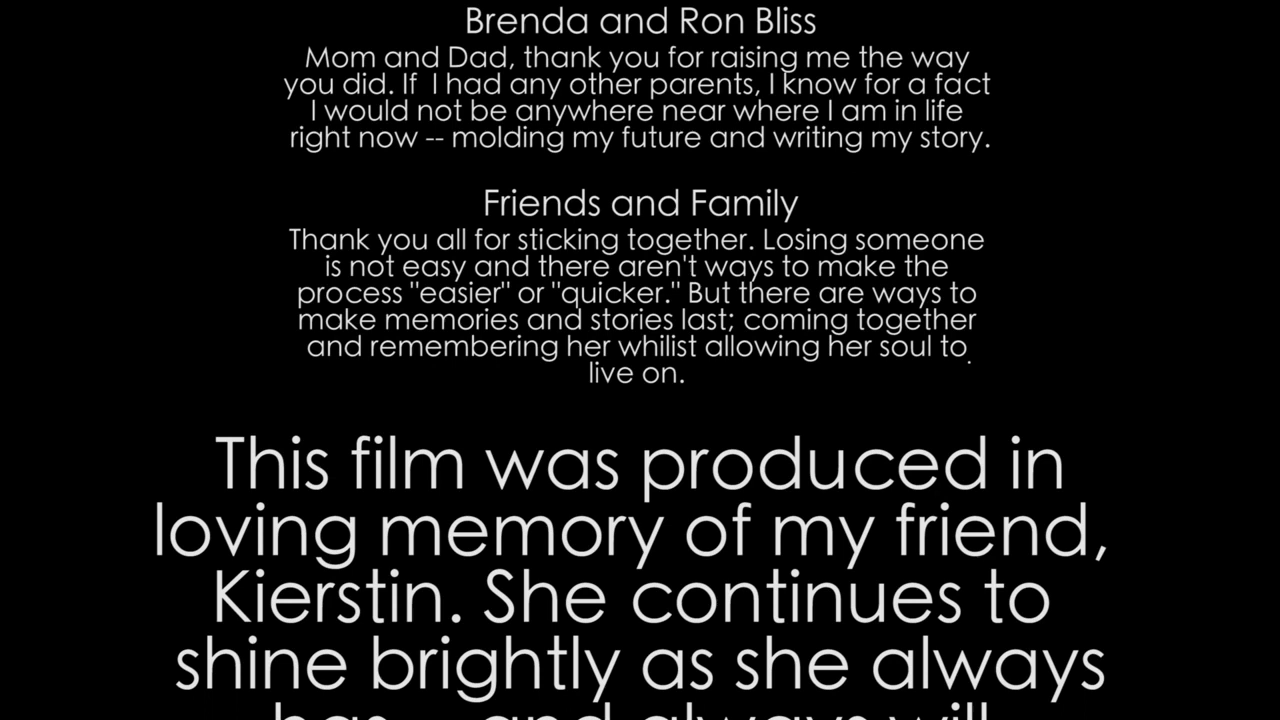 Brenda and Ron Bliss
Mom and Dad, thank you for raising me the way
you did. If  I had any other parents, I know for a fact
I would not be anywhere near where I am in life
right now -- molding my future and writing my story.
Friends and Family
Thank you all for sticking together. Losing someone
is not easy and there aren't ways to make the
process "easier" or "quicker." But there are ways to
make memories and stories last; coming together
and remembering her whilist allowing her soul to
live on.
This film was produced in
loving memory of my friend,
Kierstin. She continues to
shine brightly as she always
has -- and always will